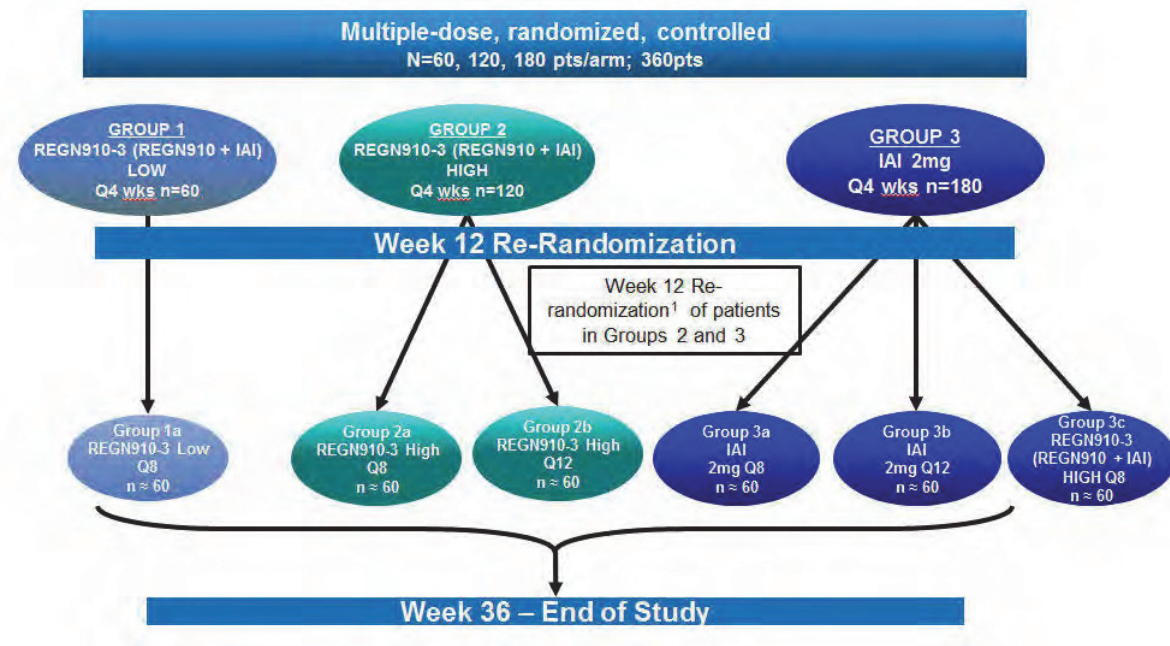 Multiple-dose, randomized, controlled
N=60, 120, 180 pts/arm; 360pts
GROUP 1
REGN910-3 (REGN910 + IAI)
LOW
Q4 wks n=60
GROUP 2
REGN910-3 (REGN910 + IAI)
HIGH
Q4 wks n=120
GROUP 3
IAI 2mg
Q4 wks n=180
Week 12 Re-Randomization
Week 12 Re-
randomization¹ of patients
in Groups 2 and 3
Group 1a
REGN910-3 Low
Q8
n ≈ 60
Group 2a
REGN910-3 High
Q8
n ≈ 60
Group 2b
REGN910-3 High
Q12
n ≈ 60
Group 3a
IAI
2mg Q8
n ≈ 60
Group 3b
IAI
2mg Q12
n ≈ 60
Group 3c
REGN910-3
(REGN910 + IAI)
HIGH Q8
n ≈ 60
Week 36 – End of Study